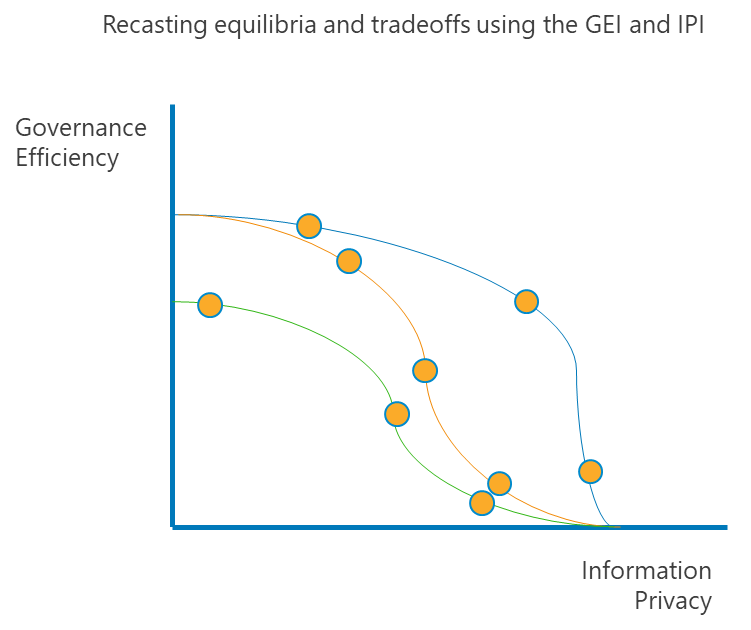 Recasting equilibria and tradeoffs using the GEI and IPI
Governance
Efficiency
Information
Privacy